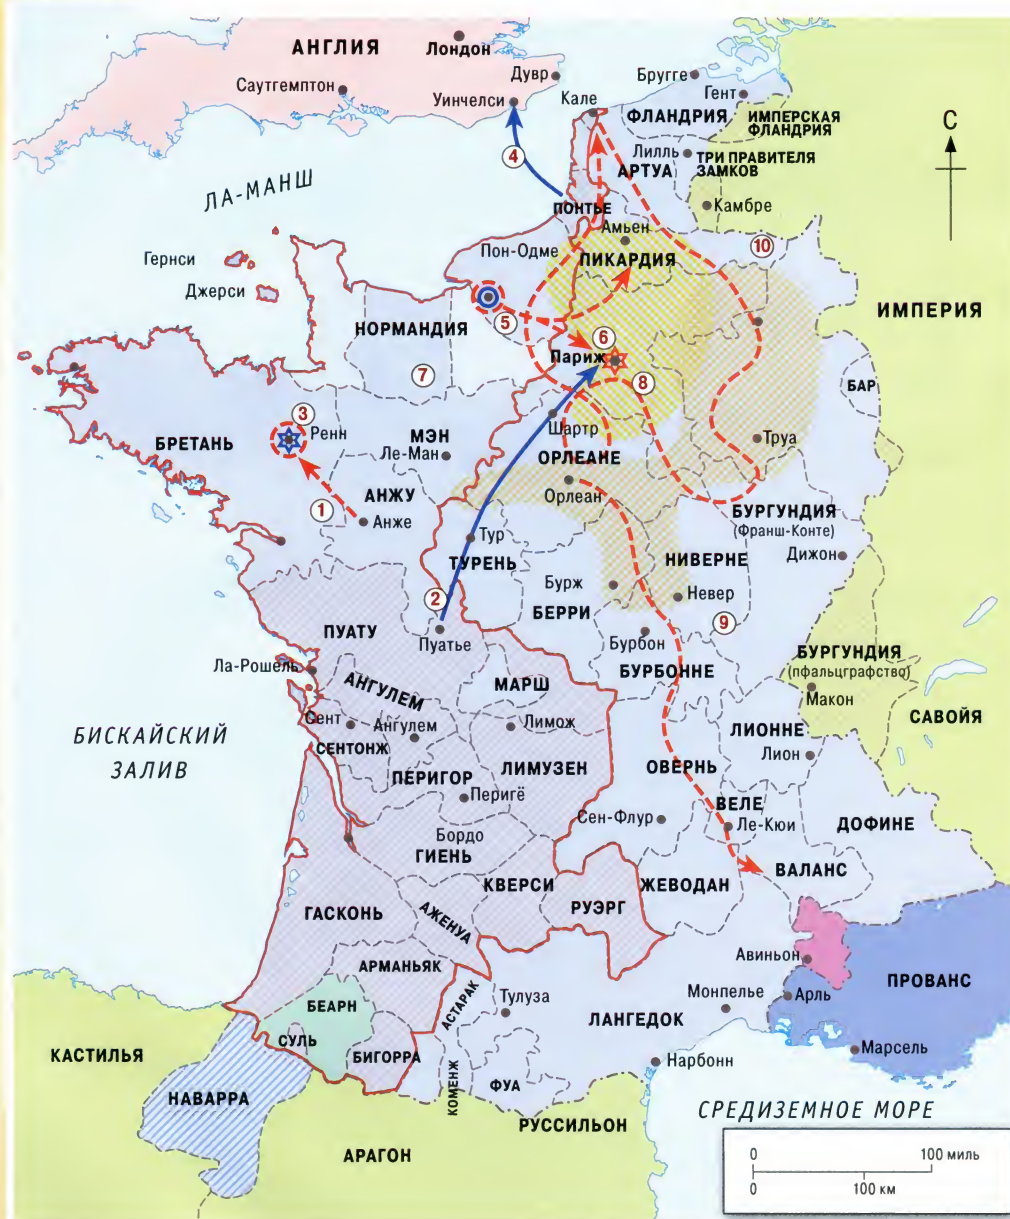 АНГЛИЯ
Лондон
Саутгемптон
Дувр
Уинчелси
Кале
Бругге
Гент
ФЛАНДРИЯ
ИМПЕРСКАЯ
ФЛАНДРИЯ
С
4
Лилль
АРТУА
ТРИ ПРАВИТЕЛЯ
ЗАМКОВ
ЛА-МАНШ
Камбре
ПОНТЬЕ
Амьен
10
Пон-Одме
ПИКАРДИЯ
Гернси
Джерси
ИМПЕРИЯ
5
НОРМАНДИЯ
6
Париж
7
8
БАР
3
Ренн
БРЕТАНЬ
МЭН
Ле-Ман
Шартр
Труа
ОРЛЕАНЕ
Орлеан
АНЖУ
1
Анже
БУРГУНДИЯ
(Франш-Конте)
Тур
ТУРЕНЬ
Дижон
НИВЕРНЕ
Бурж
Невер
2
БЕРРИ
9
ПУАТУ
Пуатье
Бурбон
БУРБОННЕ
БУРГУНДИЯ
(пфальцграфство)
Ла-Рошель
МАРШ
АНГУЛЕМ
Макон
САВОЙЯ
Сент
Ангулем
Лимож
ЛИОННЕ
БИСКАЙСКИЙ
ЗАЛИВ
СЕНТОНЖ
Лион
ПЕРИГОР
ЛИМУЗЕН
ОВЕРНЬ
Перигё
ВЕЛЕ
Сен-Флур
Ле-Кюи
ДОФИНЕ
Бордо
ГИЕНЬ
ВАЛАНС
КВЕРСИ
ЖЕВОДАН
РУЭРГ
ГАСКОНЬ
АЖЕНУА
Авиньон
АРМАНЬЯК
ПРОВАНС
АСТАРАК
Тулуза
Монпелье
Арль
БЕАРН
ЛАНГЕДОК
СУЛЬ
БИГОРРА
КАСТИЛЬЯ
Марсель
Нарбонн
КОМЕНЖ
ФУА
НАВАРРА
СРЕДИЗЕМНОЕ МОРЕ
РУССИЛЬОН
АРАГОН
0
100 миль
0
100 км